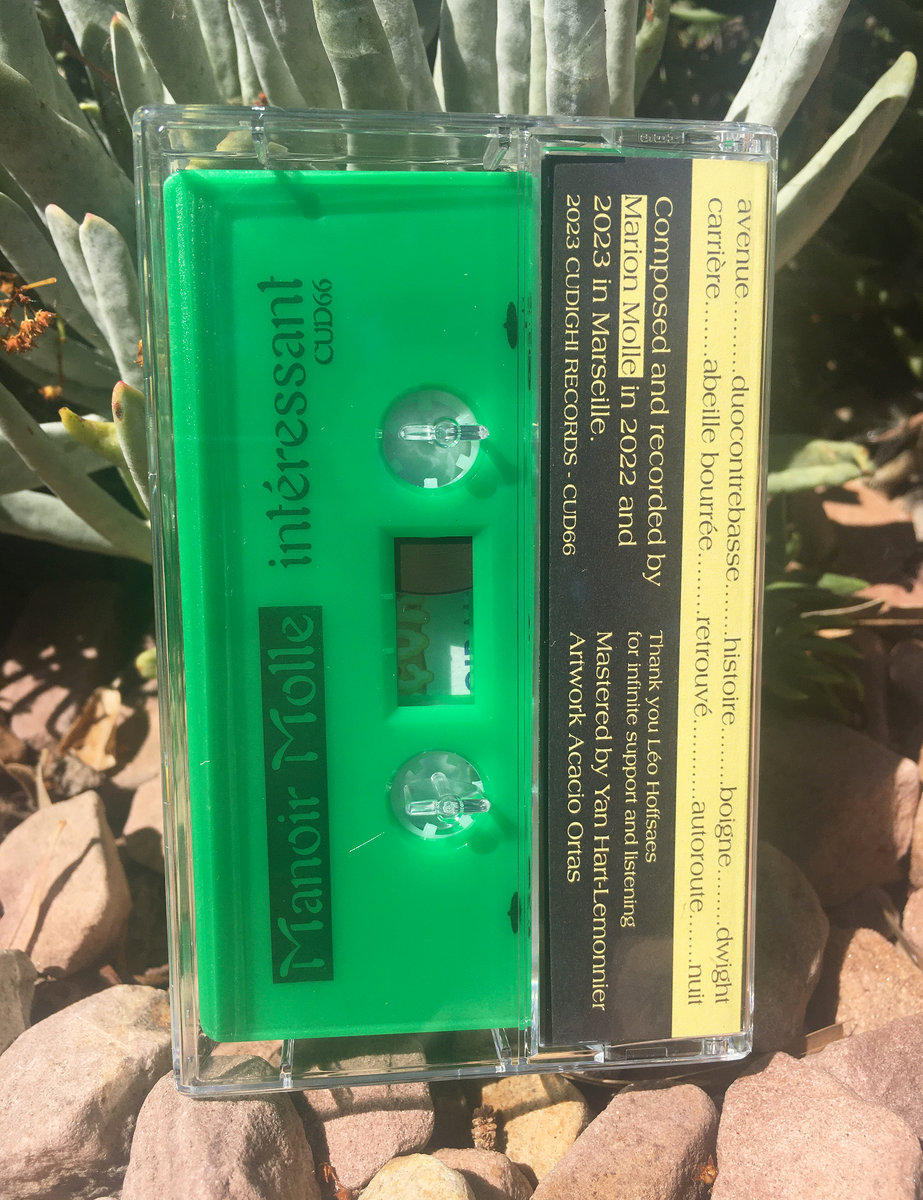 Manoir Molle intéressant
CUD66
avenue........duocontrebasse........histoire........boigne........dwight
carrière........abeille bourrée........retrouvé........autoroute........nuit
Composed and recorded by
Marion Molle in 2022 and
2023 in Marseille.
2023 CUDIGHI RECORDS - CUD66
Thank you Léo Hoffsaes
for infinite support and listening
Mastered by Yan Hart-Lemonnier
Artwork Acacio Ortas